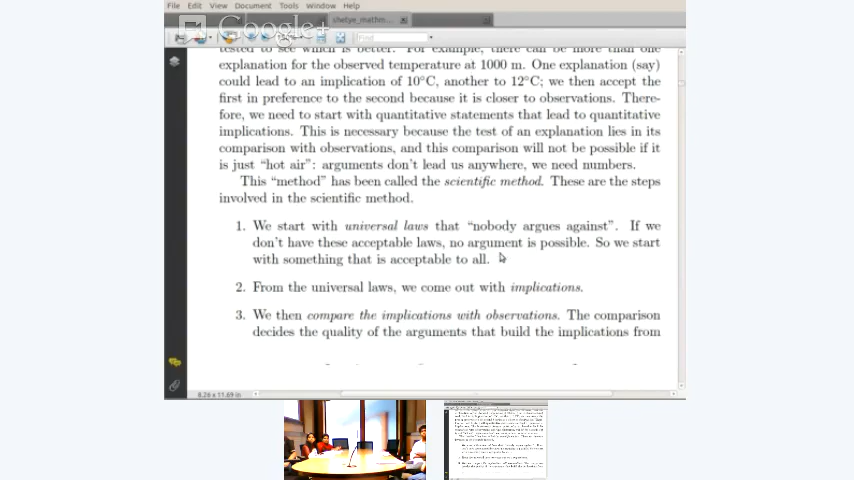 File Edit View Document Tools Window Help
Google+
shetye_mathm...
Find
tested to see which is better. For example, there can be more than one
explanation for the observed temperature at 1000 m. One explanation (say)
could lead to an implication of 10°C, another to 12°C; we then accept the
first in preference to the second because it is closer to observations. There-
fore, we need to start with quantitative statements that lead to quantitative
implications. This is necessary because the test of an explanation lies in its
comparison with observations, and this comparison will not be possible if it
is just “hot air”: arguments don't lead us anywhere, we need numbers.
This “method” has been called the scientific method. These are the steps
involved in the scientific method.
1. We start with universal laws that “nobody argues against”. If we
don't have these acceptable laws, no argument is possible. So we start
with something that is acceptable to all.
2. From the universal laws, we come out with implications.
3. We then compare the implications with observations. The comparison
decides the quality of the arguments that build the implications from
8.26 x 11.69 in